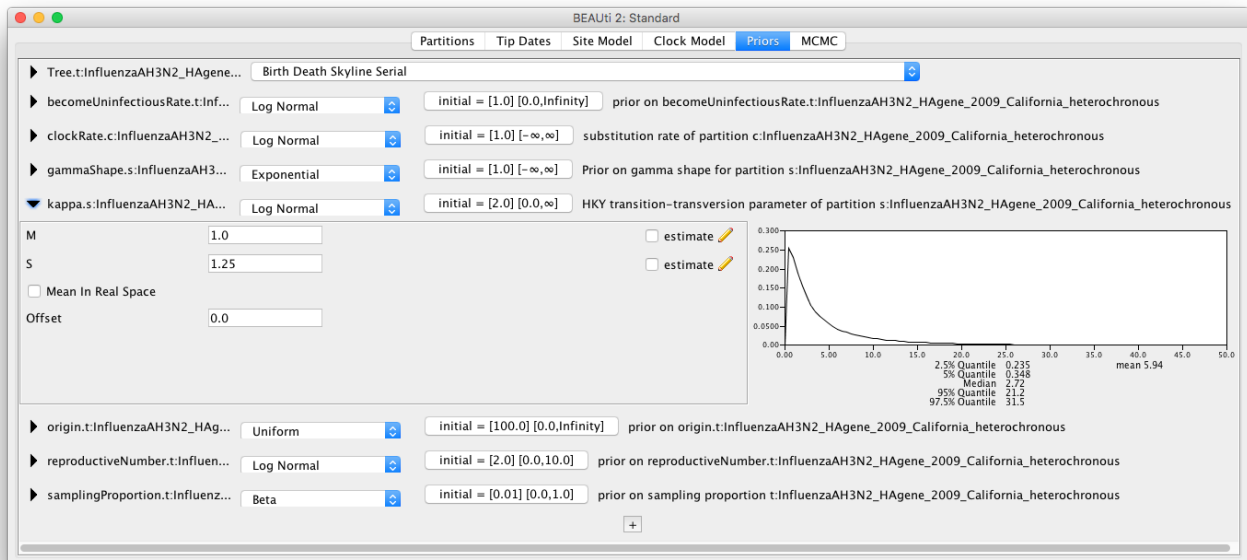 BEAUti 2: Standard
Partitions Tip Dates Site Model Clock Model Priors MCMC
Tree.t:InfluenzaAH3N2_HAgene... Birth Death Skyline Serial
becomeUninfectiousRate.t:Inf... Log Normal initial = [1.0] [0.0,Infinity] prior on becomeUninfectiousRate.t:InfluenzaAH3N2_HAgene_2009_California_heterochronous
clockRate.c:InfluenzaAH3N2_... Log Normal initial = [1.0] [-∞,∞] substitution rate of partition c:InfluenzaAH3N2_HAgene_2009_California_heterochronous
gammaShape.s:InfluenzaAH3... Exponential initial = [1.0] [-∞,∞] Prior on gamma shape for partition s:InfluenzaAH3N2_HAgene_2009_California_heterochronous
kappa.s:InfluenzaAH3N2_HA... Log Normal initial = [2.0] [0.0,∞] HKY transition-transversion parameter of partition s:InfluenzaAH3N2_HAgene_2009_California_heterochronous
M 1.0 estimate
S 1.25 estimate
Mean In Real Space
Offset 0.0
0.300
0.250
0.200
0.150
0.100
0.0500
0.00
0.00 5.00 10.0 15.0 20.0 25.0 30.0 35.0 40.0 45.0 50.0
2.5% Quantile 0.235 mean 5.94
5% Quantile 0.348
Median 2.72
95% Quantile 21.2
97.5% Quantile 31.5
origin.t:InfluenzaAH3N2_HAg... Uniform initial = [100.0] [0.0,Infinity] prior on origin.t:InfluenzaAH3N2_HAgene_2009_California_heterochronous
reproductiveNumber.t:Influen... Log Normal initial = [2.0] [0.0,10.0] prior on reproductiveNumber.t:InfluenzaAH3N2_HAgene_2009_California_heterochronous
samplingProportion.t:Influenz... Beta initial = [0.01] [0.0,1.0] prior on sampling proportion t:InfluenzaAH3N2_HAgene_2009_California_heterochronous
+